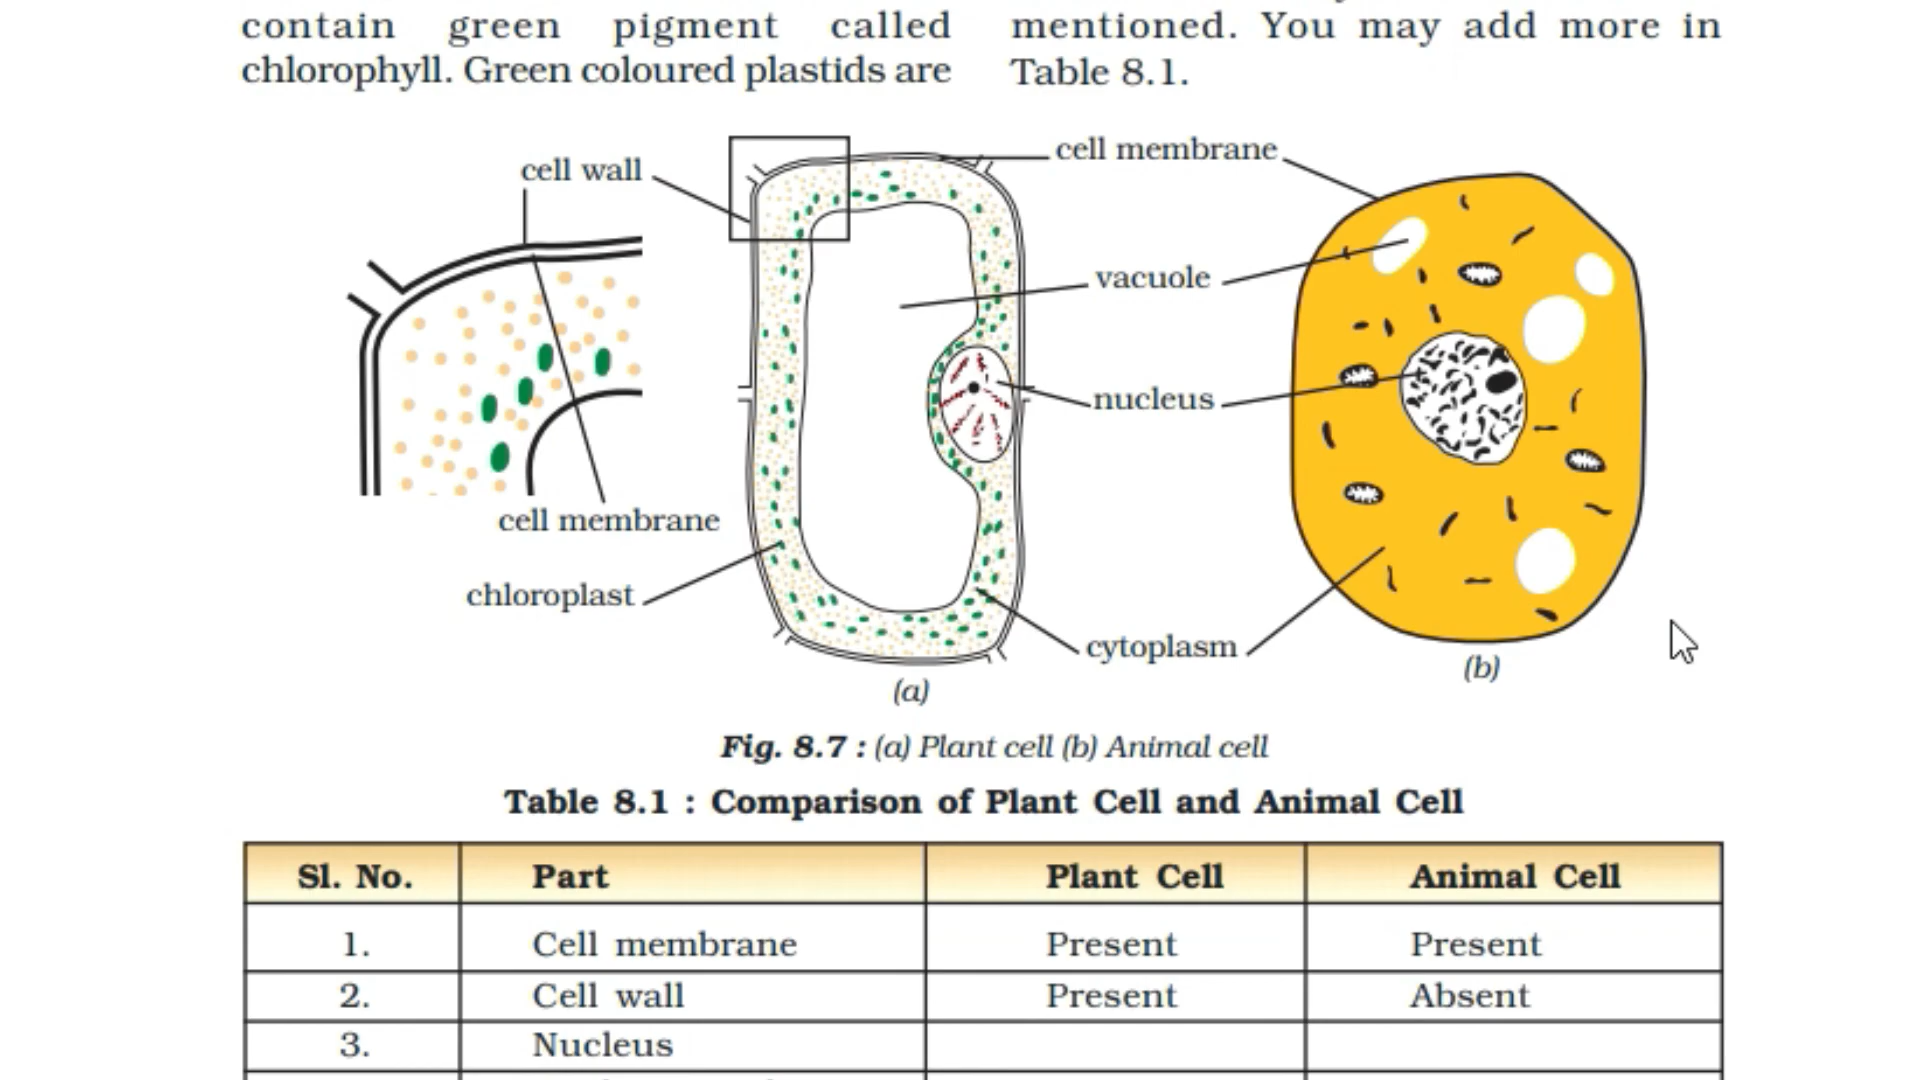 contain green pigment called
chlorophyll. Green coloured plastids are
mentioned. You may add more in
Table 8.1.
cell wall
cell membrane
vacuole
nucleus
cell membrane
chloroplast
cytoplasm
(a)
(b)
Fig. 8.7 : (a) Plant cell (b) Animal cell
Table 8.1 : Comparison of Plant Cell and Animal Cell
Sl. No. Part Plant Cell Animal Cell
1. Cell membrane Present Present
2. Cell wall Present Absent
3. Nucleus